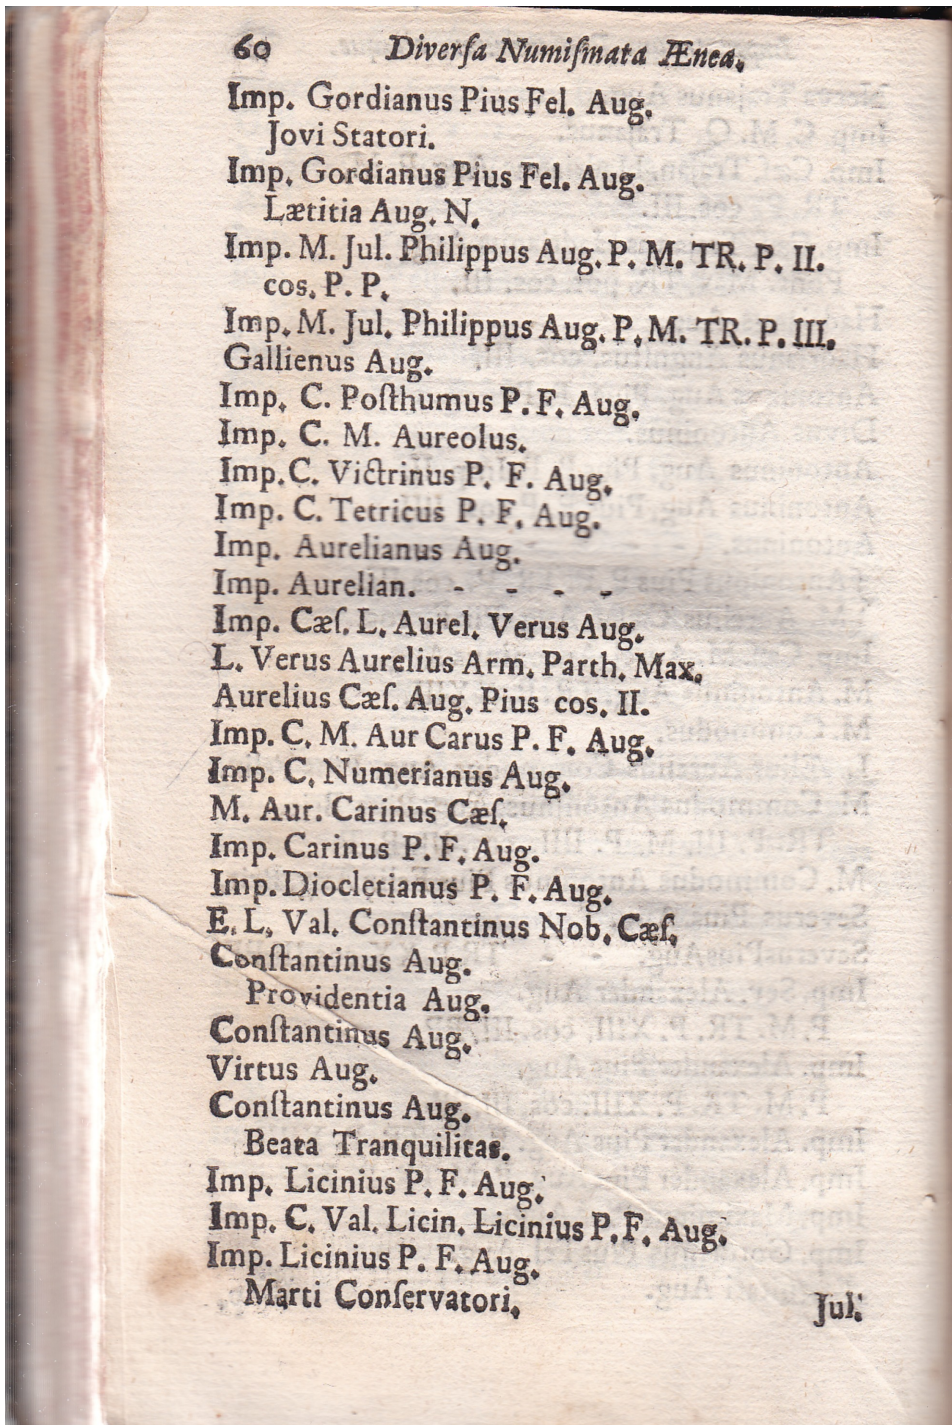 60 Diverſa Numiſmata Ænea.
Imp. Gordianus Pius Fel. Aug.
Jovi Statori.
Imp. Gordianus Pius Fel. Aug.
Lætitia Aug. N.
Imp. M. Jul. Philippus Aug. P. M. TR. P. II.
cos. P. P.
Imp. M. Jul. Philippus Aug. P. M. TR. P. III.
Gallienus Aug.
Imp. C. Poſthumus P. F. Aug.
Imp. C. M. Aureolus.
Imp. C. Victrinus P. F. Aug.
Imp. C. Tetricus P. F. Aug.
Imp. Aurelianus Aug.
Imp. Aurelian. - - - -
Imp. Cæſ. L. Aurel. Verus Aug.
L. Verus Aurelius Arm. Parth. Max.
Aurelius Cæſ. Aug. Pius cos. II.
Imp. C. M. Aur Carus P. F. Aug.
Imp. C. Numerianus Aug.
M. Aur. Carinus Cæſ.
Imp. Carinus P. F. Aug.
Imp. Diocletianus P. F. Aug.
E. L. Val. Conſtantinus Nob. Cæſ.
Conſtantinus Aug.
Providentia Aug.
Conſtantinus Aug.
Virtus Aug.
Conſtantinus Aug.
Beata Tranquilitas.
Imp. Licinius P. F. Aug.
Imp. C. Val. Licin. Licinius P. F. Aug.
Imp. Licinius P. F. Aug.
Marti Conſervatori.
Jul.